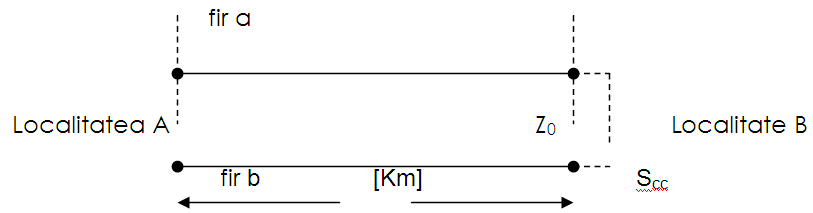 fir a
Localitatea A
Z0
Localitate B
fir b
[Km]
Scc